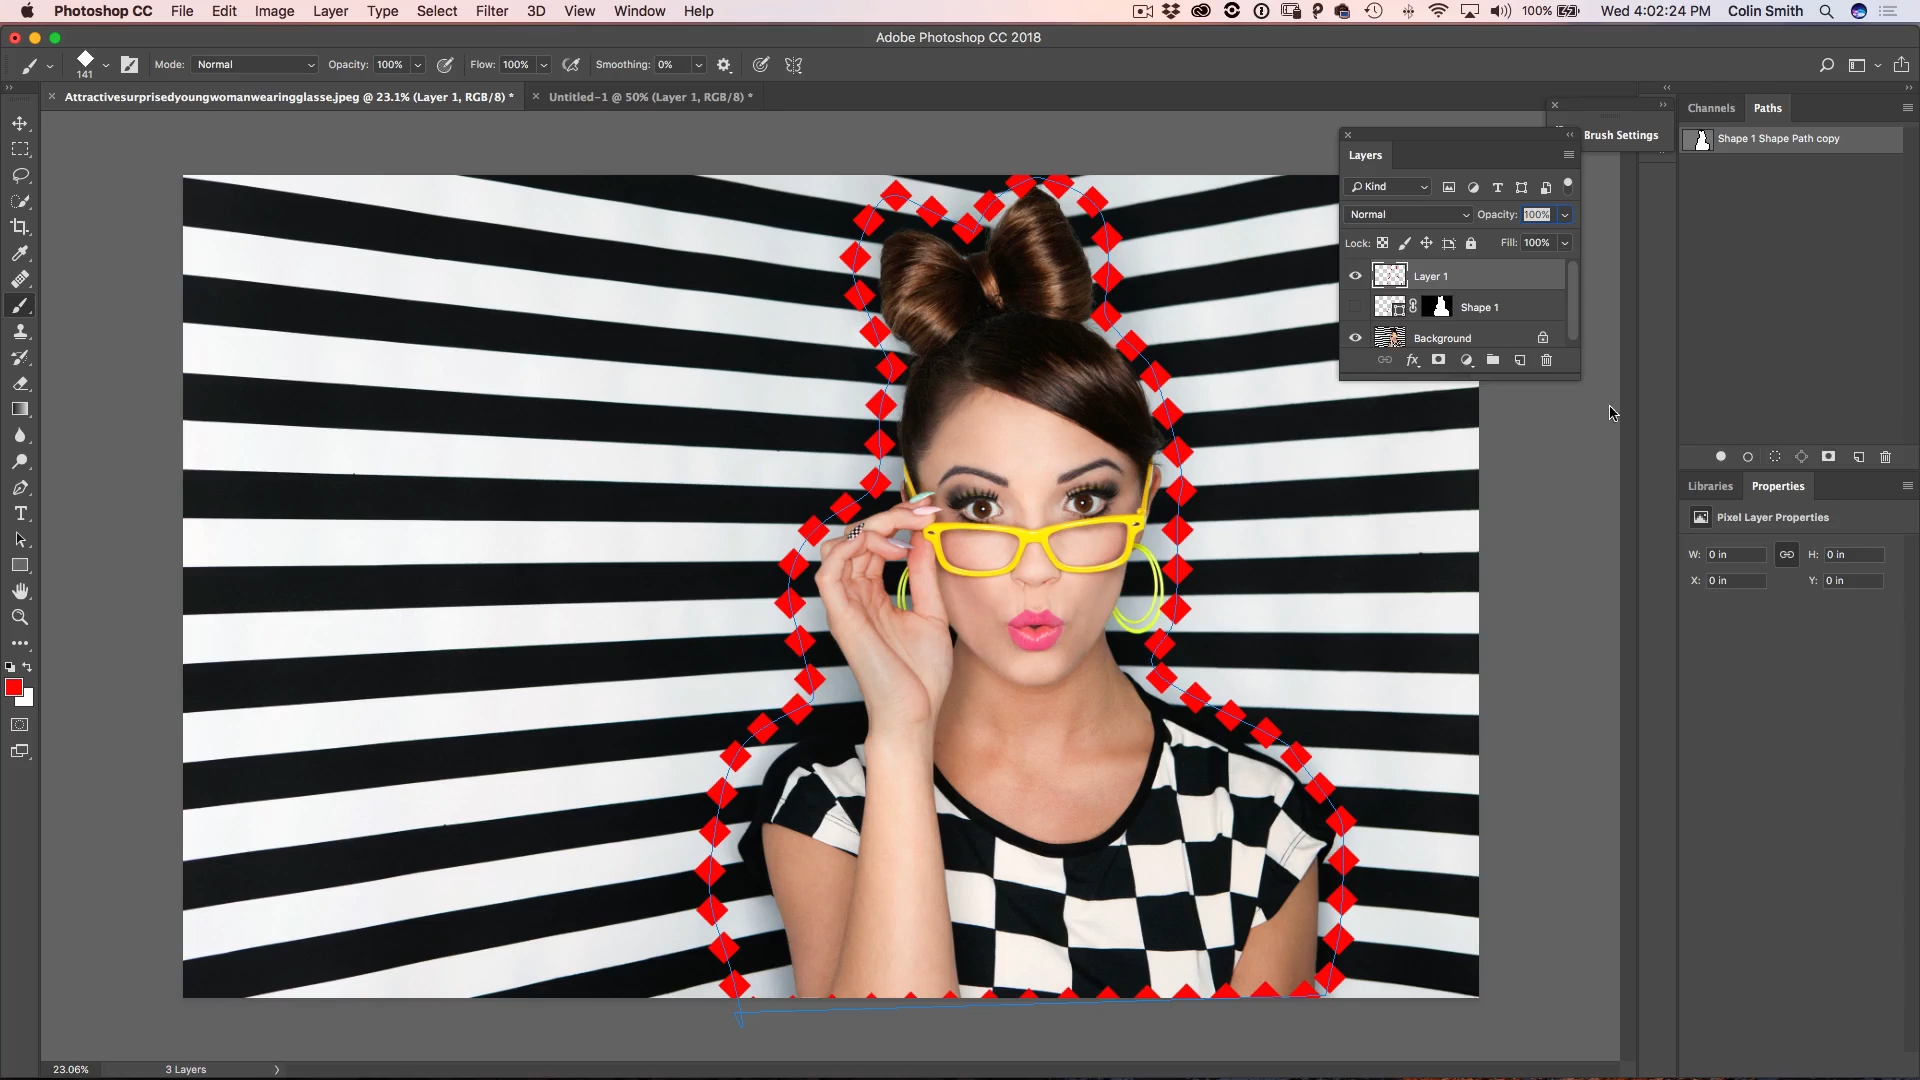 Photoshop CC File Edit Image Layer Type Select Filter 3D View Window Help 100% Wed 4:02:24 PM Colin Smith
Adobe Photoshop CC 2018
141 Mode: Normal Opacity: 100% Flow: 100% Smoothing: 0%
Attractivesurprisedyoungwomanwearingglasse.jpeg @ 23.1% (Layer 1, RGB/8) * Untitled-1 @ 50% (Layer 1, RGB/8) *
Channels Paths
Brush Settings
Shape 1 Shape Path copy
Layers
Kind
Normal Opacity: 100%
Lock: Fill: 100%
Layer 1
Shape 1
Background
Libraries Properties
Pixel Layer Properties
W: 0 in H: 0 in
X: 0 in Y: 0 in
23.06% 3 Layers